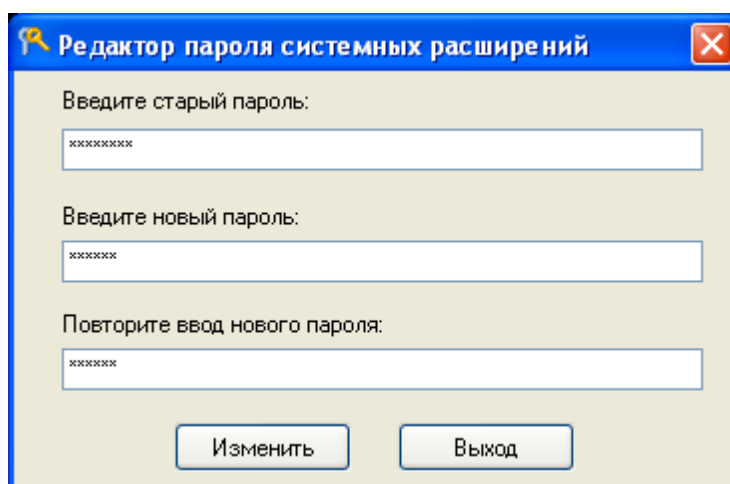 Редактор пароля системных расширений
Введите старый пароль:
××××××××
Введите новый пароль:
××××××
Повторите ввод нового пароля:
××××××
Изменить Выход